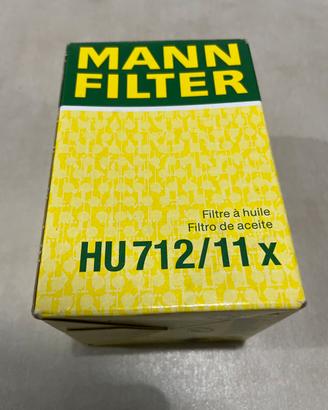 MANN
FILTER
Filtre à huile
Filtro de aceite
HU 712/11 x